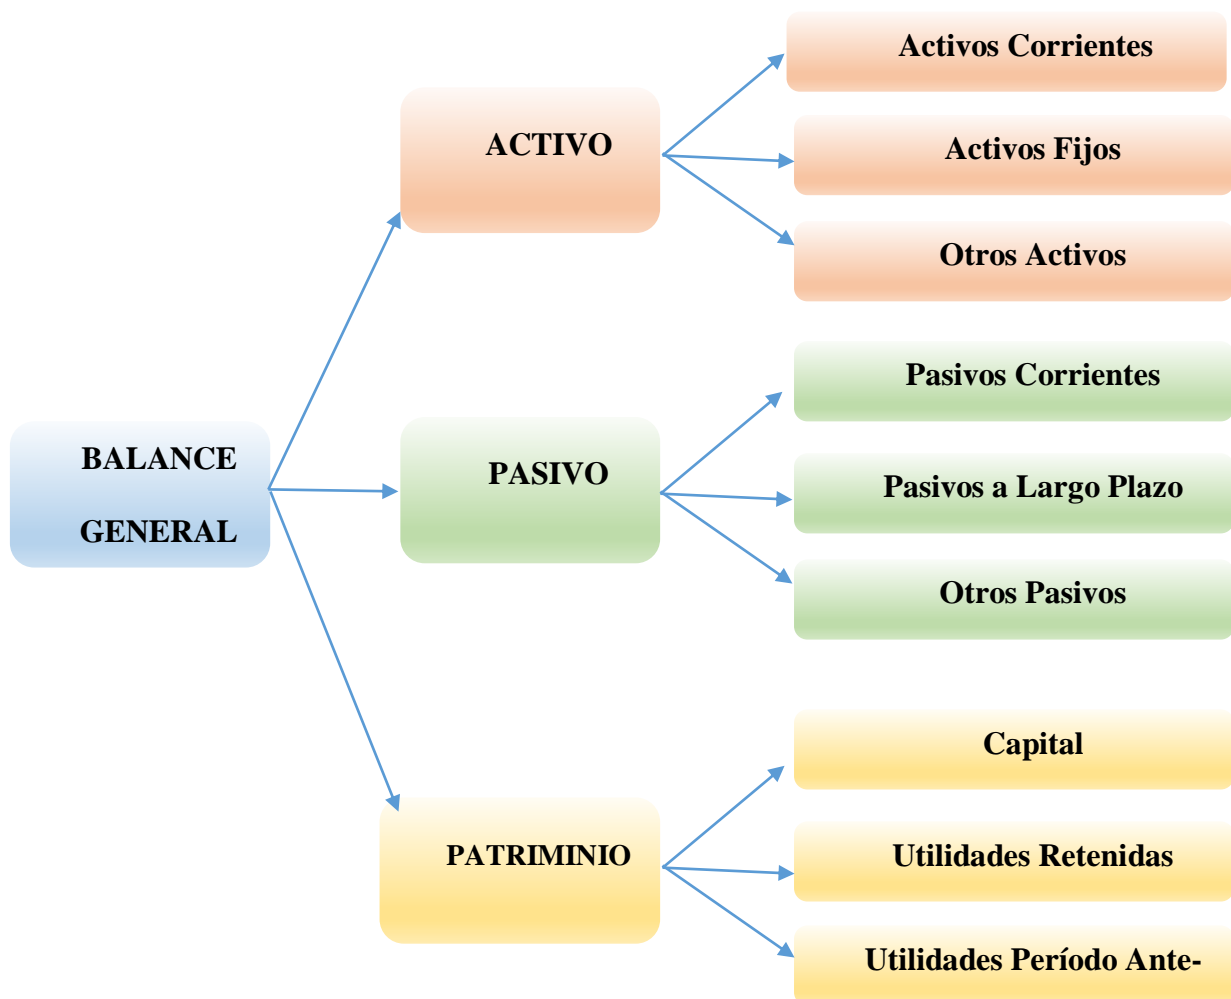 BALANCE
GENERAL
ACTIVO
Activos Corrientes
Activos Fijos
Otros Activos
PASIVO
Pasivos Corrientes
Pasivos a Largo Plazo
Otros Pasivos
PATRIMINIO
Capital
Utilidades Retenidas
Utilidades Período Ante-